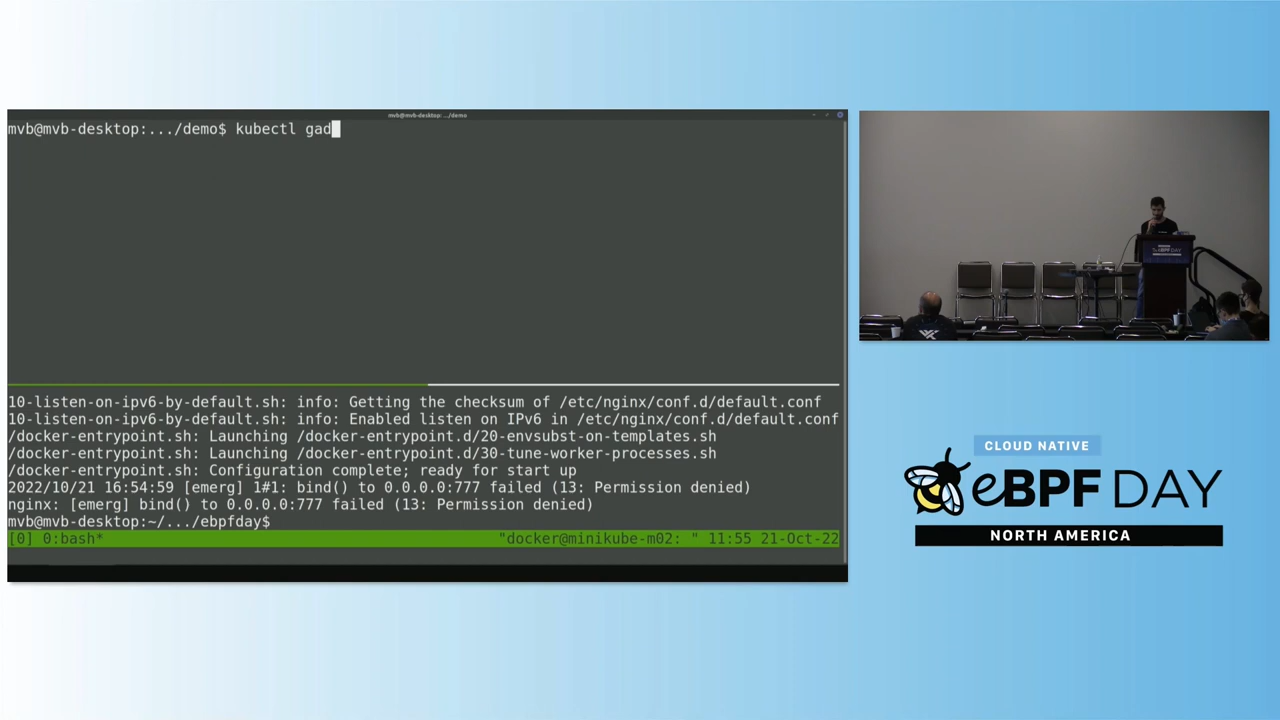 mvb@mvb-desktop: .../demo
mvb@mvb-desktop:.../demo$ kubectl gad
10-listen-on-ipv6-by-default.sh: info: Getting the checksum of /etc/nginx/conf.d/default.conf
10-listen-on-ipv6-by-default.sh: info: Enabled listen on IPv6 in /etc/nginx/conf.d/default.conf
/docker-entrypoint.sh: Launching /docker-entrypoint.d/20-envsubst-on-templates.sh
/docker-entrypoint.sh: Launching /docker-entrypoint.d/30-tune-worker-processes.sh
/docker-entrypoint.sh: Configuration complete; ready for start up
2022/10/21 16:54:59 [emerg] 1#1: bind() to 0.0.0.0:777 failed (13: Permission denied)
nginx: [emerg] bind() to 0.0.0.0:777 failed (13: Permission denied)
mvb@mvb-desktop:~/.../ebpfday$
[0] 0:bash* "docker@minikube-m02: " 11:55 21-Oct-22
eBPF DAY
CLOUD NATIVE
eBPF DAY
NORTH AMERICA